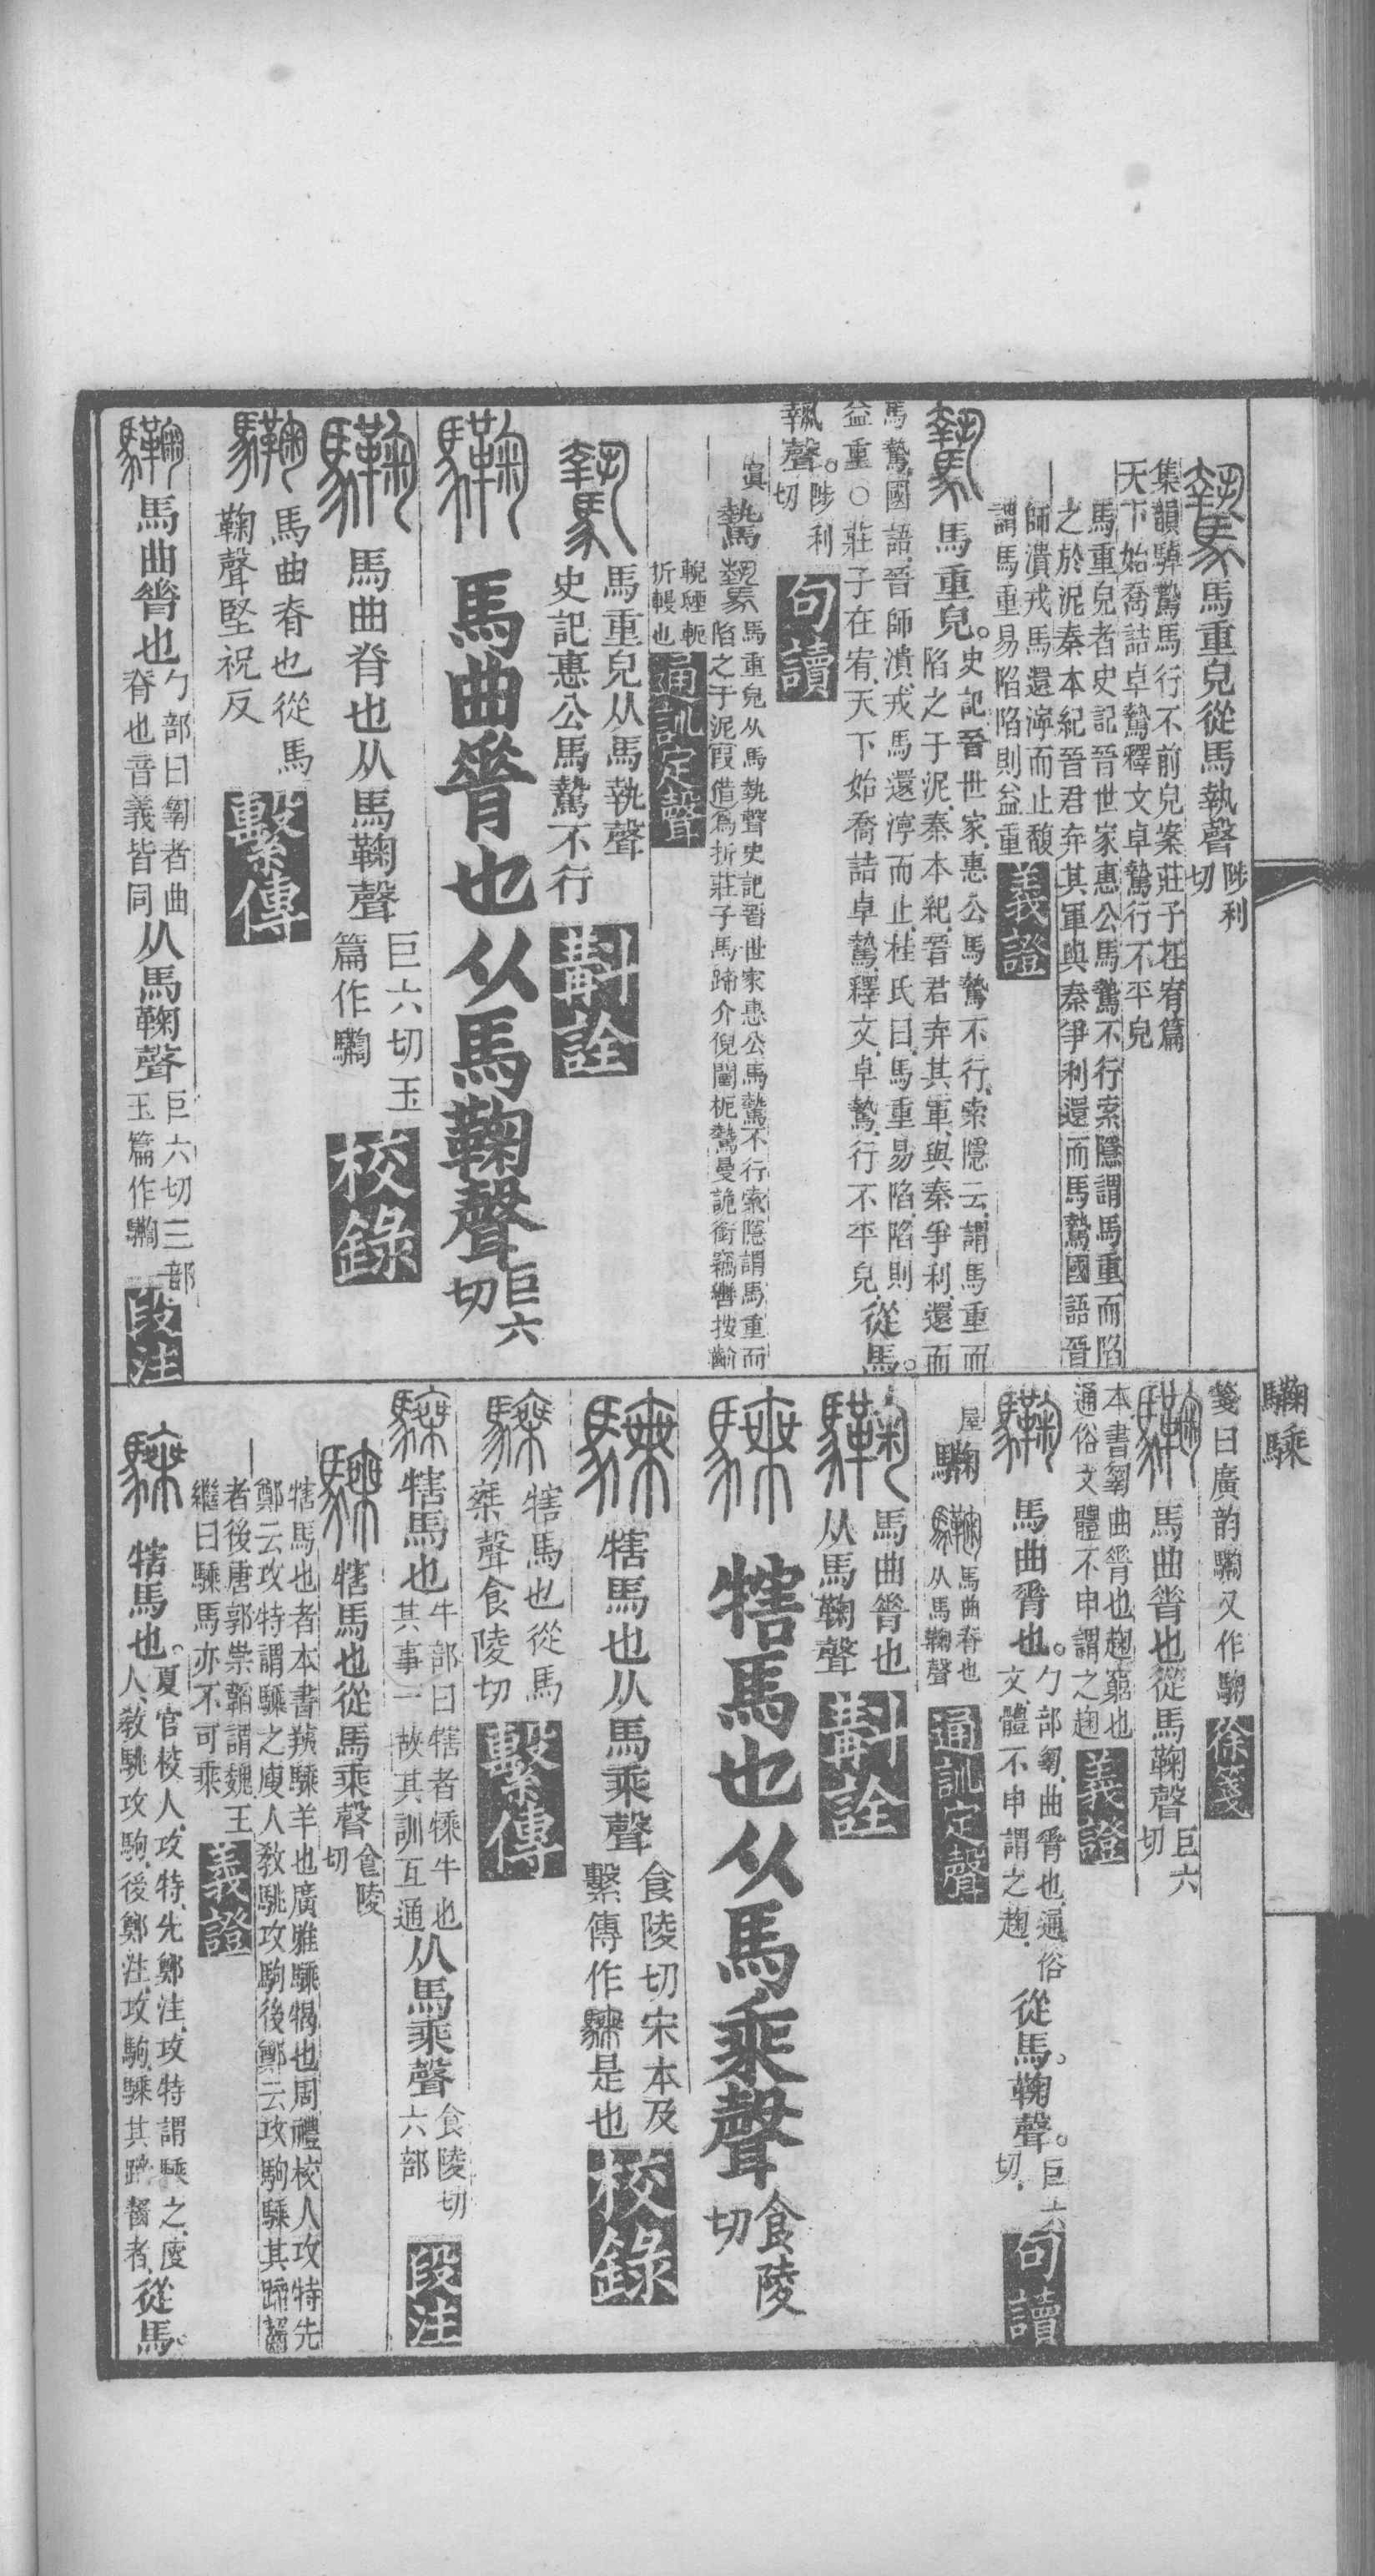 馬重皃從馬執聲陟利切
集韻騲騺馬行不前皃案莊子在宥篇
天下始喬詰卓騺釋文卓騺行不平皃
馬重皃者史記晉世家惠公馬騺不行索隱謂馬重而陷
之於泥秦本紀晉君弃其軍與秦爭利還而馬騺國語晉
師潰戎馬還濘而止馥
謂馬重易陷陷則益重
義證
馬重皃。史記、晉世家、惠公馬騺不行、索隱云、謂馬重而
陷之于泥、秦本紀、晉君弃其軍、與秦爭利、還而
馬騺、國語、晉師潰、戎馬還濘而止、桂氏曰、馬重易陷、陷則
益重○莊子在宥、天下始喬詰卓騺、釋文、卓騺、行不平皃、
從馬。
執聲。陟利切
句讀
騺
馬重皃从馬執聲史記晉世家惠公馬騺不行索隱謂馬重而
陷之于泥叚借為折莊子馬蹄介倪闉枙騺曼詭銜竊轡按齡
輗䡇軛
折輹也
通訓定聲
馬重皃从馬執聲
史記惠公馬騺不行
斠詮
馬曲脊也从馬鞠聲巨六切
馬曲脊也从馬鞠聲巨六切玉
篇作驧
校錄
馬曲脊也從馬
鞠聲堅祝反
繫傳
馬曲脊也勹部曰匑者曲
脊也音義皆同从馬鞠聲巨六切三部
玉篇作驧
段注
驧騬
箋曰廣韵驧又作
徐箋
馬曲脊也從馬鞠聲巨六切
本書匑曲脊也趜窮也
通俗文體不申謂之趜
義證
馬曲脊也。勹部、匑、曲脊也、通俗
文、體不申謂之趜、從馬。鞠聲。巨六切、
句讀
屋
驧
馬曲脊也
从馬鞠聲
通訓定聲
馬曲脊也
从馬鞠聲
斠詮
犗馬也从馬乘聲食陵切
犗馬也从馬乘聲食陵切宋本及
繫傳作騬是也
校錄
犗馬也從馬
椉聲食陵切
繫傳
犗馬也牛部曰犗者騬牛也
其事一故其訓互通从馬乘聲食陵切
六部
段注
犗馬也從馬乘聲食陵切
犗馬也者本書羠騬羊也廣雅騬犗也周禮校人攻特先
鄭云攻特謂騬之廋人敎駣攻駒後鄭云攻駒騬其蹄齧
者後唐郭崇韜謂魏王
繼曰騬馬亦不可乘
義證
犗馬也。夏官校人、攻特、先鄭注、攻特謂騬之、廋
人、敎駣攻駒、後鄭注、攻駒、騬其蹄齧者、從馬。